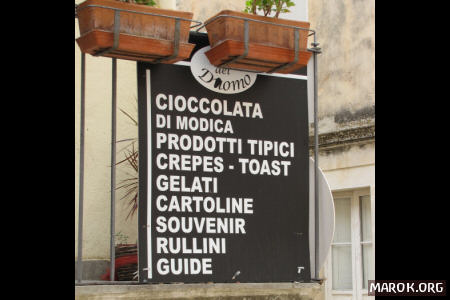 del
Duomo
CIOCCOLATA
DI MODICA
PRODOTTI TIPICI
CREPES - TOAST
GELATI
CARTOLINE
SOUVENIR
RULLINI
GUIDE
MAROK.ORG